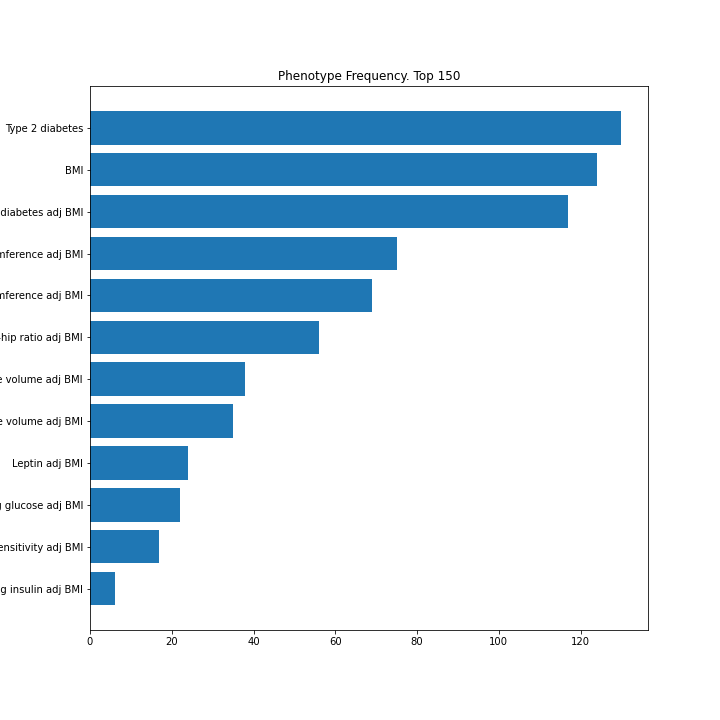 Phenotype Frequency. Top 150
Type 2 diabetes
BMI
diabetes adj BMI
mference adj BMI
mference adj BMI
hip ratio adj BMI
e volume adj BMI
e volume adj BMI
Leptin adj BMI
g glucose adj BMI
ensitivity adj BMI
g insulin adj BMI
0 20 40 60 80 100 120